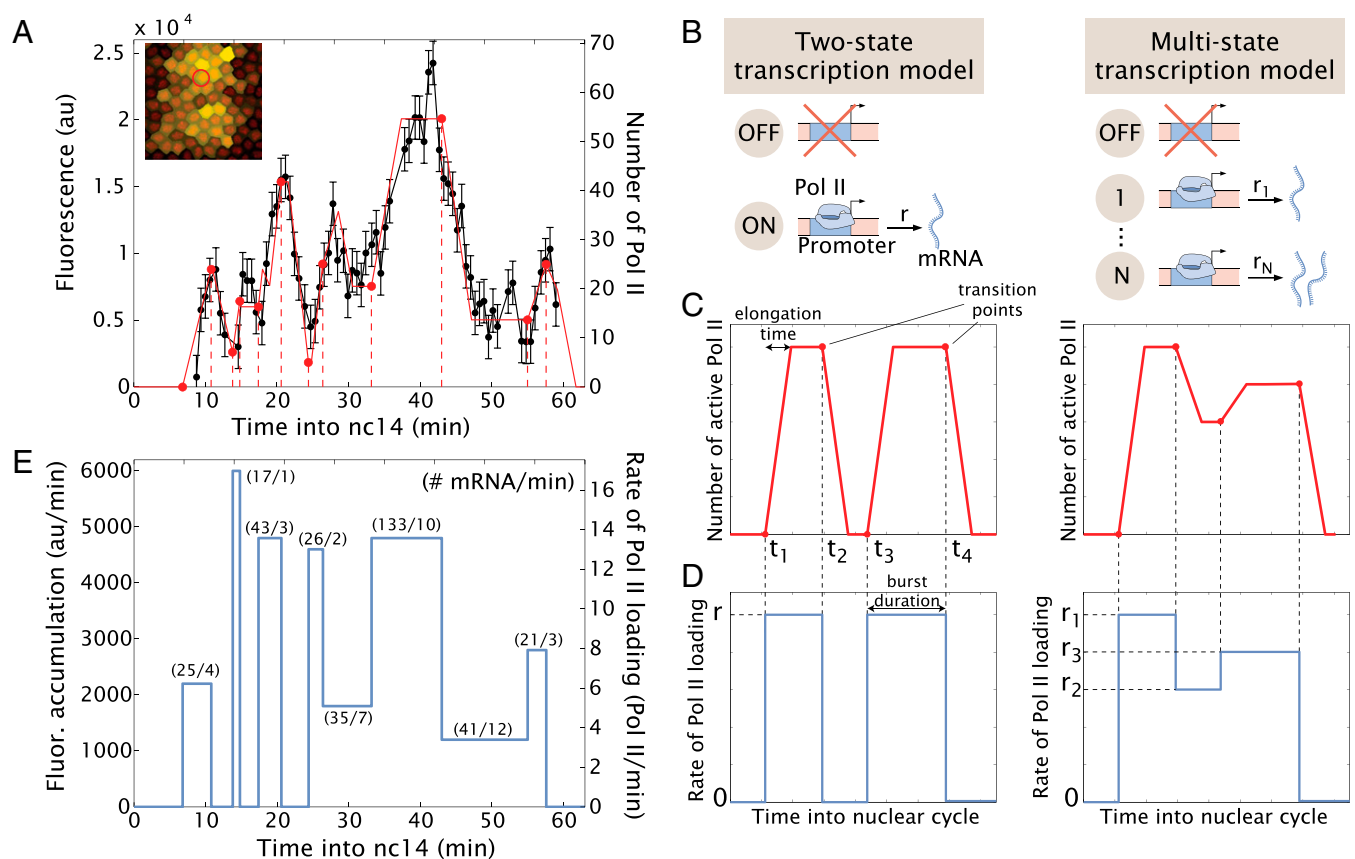 A
× 10⁴
2.5
2.0
1.5
1
0.5
0
Fluorescence (au)
70
60
50
40
30
20
10
0
Number of Pol II
10 20 30 40 50 60
Time into nc14 (min)
B
Two-state
transcription model
OFF
ON
Pol II
Promoter
r
mRNA
Multi-state
transcription model
OFF
1
r₁
N
r_N
C
elongation
time
transition
points
Number of active Pol II
t₁ t₂ t₃ t₄
Number of active Pol II
D
burst
duration
r
0
Rate of Pol II loading
Time into nuclear cycle
r₁
r₃
r₂
0
Rate of Pol II loading
Time into nuclear cycle
E
(# mRNA/min)
6000
5000
4000
3000
2000
1000
0
Fluor. accumulation (au/min)
(25/4)
(17/1)
(43/3)
(26/2)
(35/7)
(133/10)
(41/12)
(21/3)
16
14
12
10
8
6
4
2
0
Rate of Pol II loading (Pol II/min)
0 10 20 30 40 50 60
Time into nc14 (min)